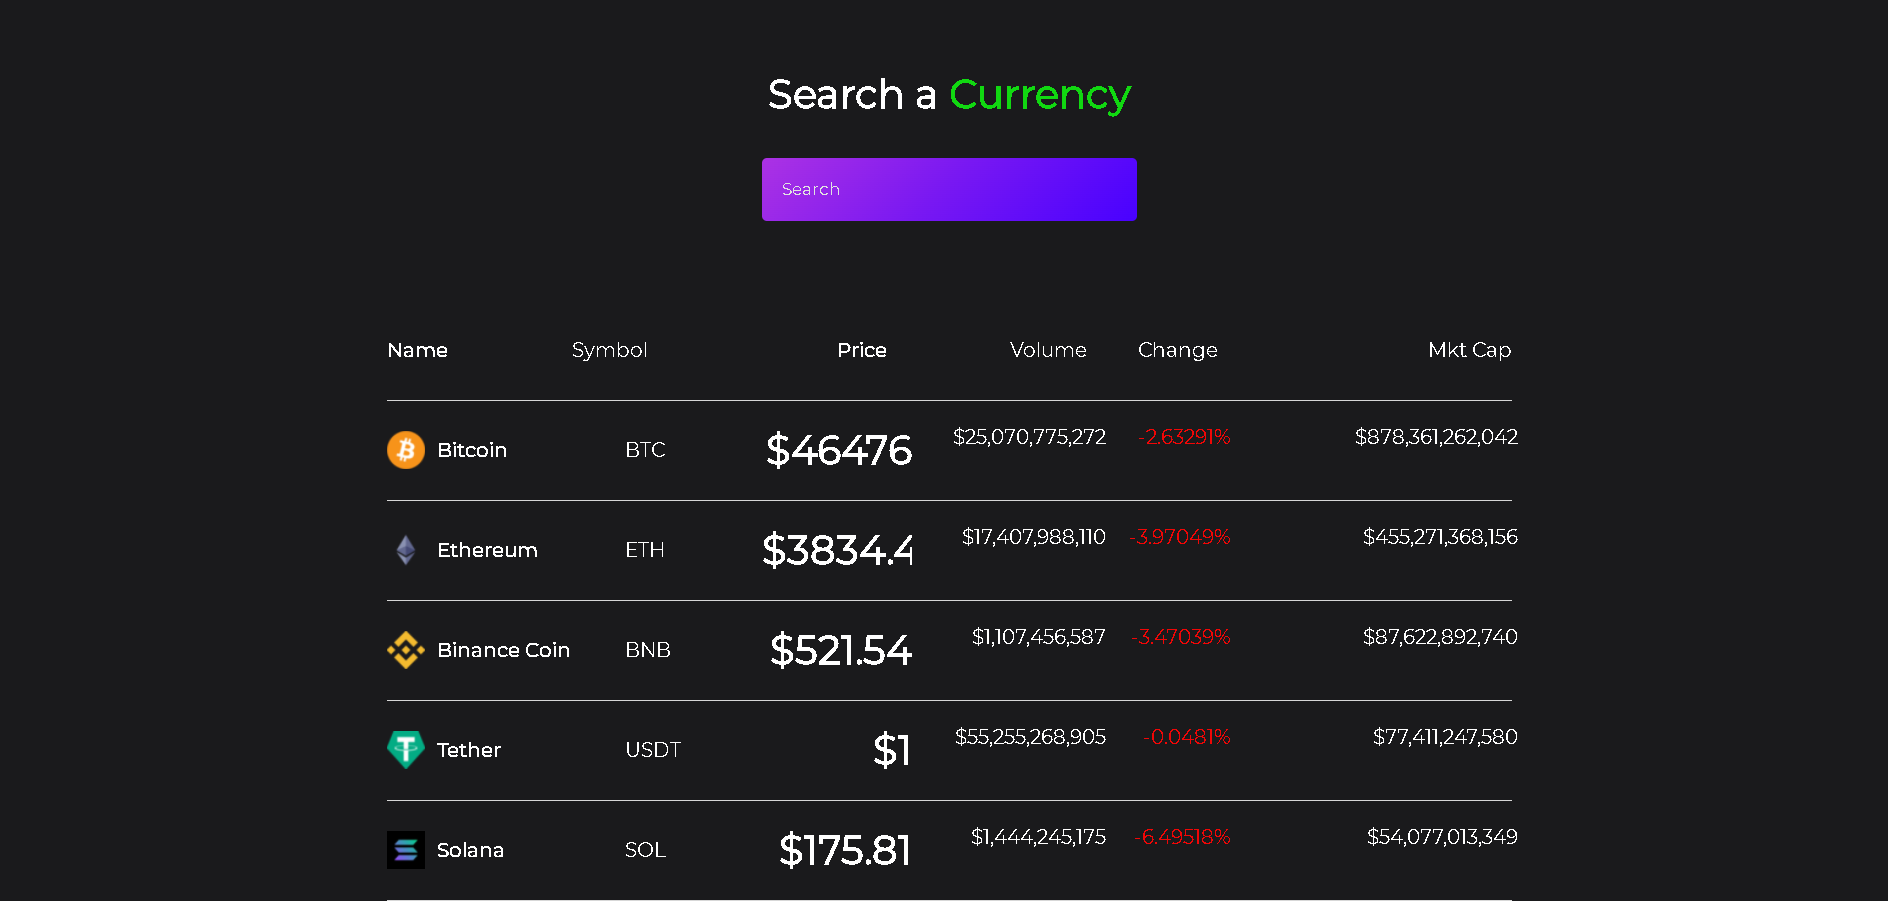 Search a Currency
Search
Name Symbol Price Volume Change Mkt Cap
Bitcoin BTC $46476 $25,070,775,272 -2.63291% $878,361,262,042
Ethereum ETH $3834.4 $17,407,988,110 -3.97049% $455,271,368,156
Binance Coin BNB $521.54 $1,107,456,587 -3.47039% $87,622,892,740
Tether USDT $1 $55,255,268,905 -0.0481% $77,411,247,580
Solana SOL $175.81 $1,444,245,175 -6.49518% $54,077,013,349